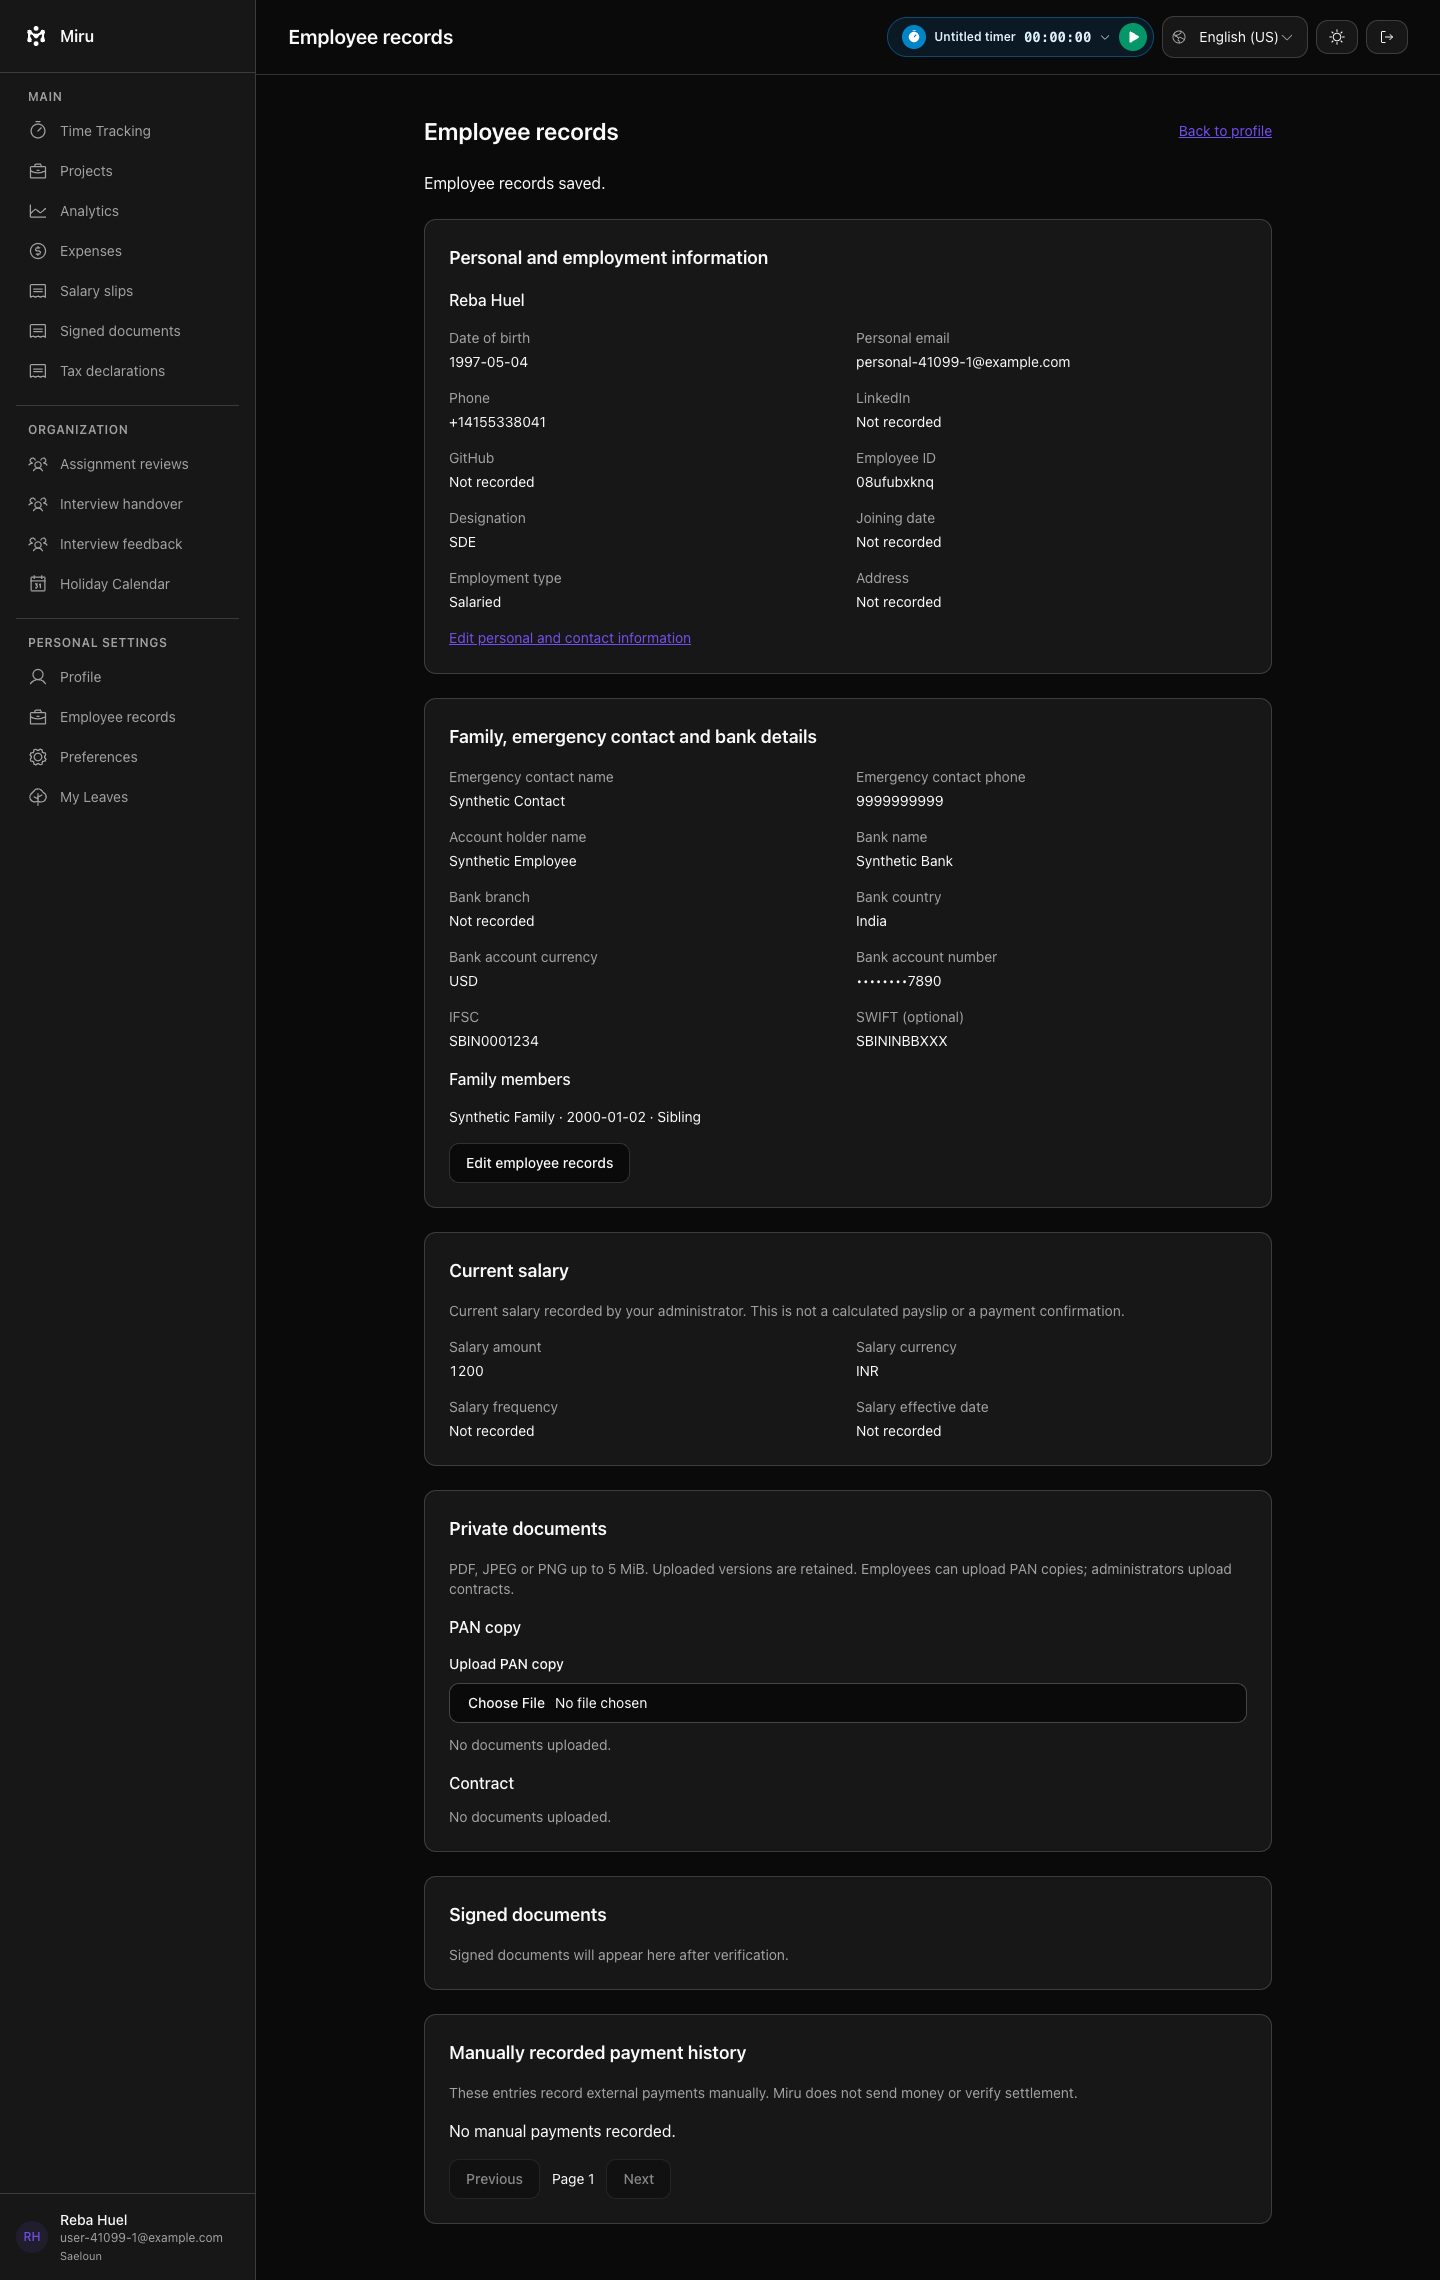 Miru
MAIN
Time Tracking
Projects
Analytics
Expenses
Salary slips
Signed documents
Tax declarations
ORGANIZATION
Assignment reviews
Interview handover
Interview feedback
Holiday Calendar
PERSONAL SETTINGS
Profile
Employee records
Preferences
My Leaves
RH
Reba Huel
user-41099-1@example.com
Saeloun
Employee records
Untitled timer 00:00:00
English (US)
Employee records
Back to profile
Employee records saved.
Personal and employment information
Reba Huel
Date of birth
1997-05-04
Personal email
personal-41099-1@example.com
Phone
+14155338041
LinkedIn
Not recorded
GitHub
Not recorded
Employee ID
08ufubxknq
Designation
SDE
Joining date
Not recorded
Employment type
Salaried
Address
Not recorded
Edit personal and contact information
Family, emergency contact and bank details
Emergency contact name
Synthetic Contact
Emergency contact phone
9999999999
Account holder name
Synthetic Employee
Bank name
Synthetic Bank
Bank branch
Not recorded
Bank country
India
Bank account currency
USD
Bank account number
••••••••7890
IFSC
SBIN0001234
SWIFT (optional)
SBININBBXXX
Family members
Synthetic Family · 2000-01-02 · Sibling
Edit employee records
Current salary
Current salary recorded by your administrator. This is not a calculated payslip or a payment confirmation.
Salary amount
1200
Salary currency
INR
Salary frequency
Not recorded
Salary effective date
Not recorded
Private documents
PDF, JPEG or PNG up to 5 MiB. Uploaded versions are retained. Employees can upload PAN copies; administrators upload
contracts.
PAN copy
Upload PAN copy
Choose File No file chosen
No documents uploaded.
Contract
No documents uploaded.
Signed documents
Signed documents will appear here after verification.
Manually recorded payment history
These entries record external payments manually. Miru does not send money or verify settlement.
No manual payments recorded.
Previous Page 1 Next